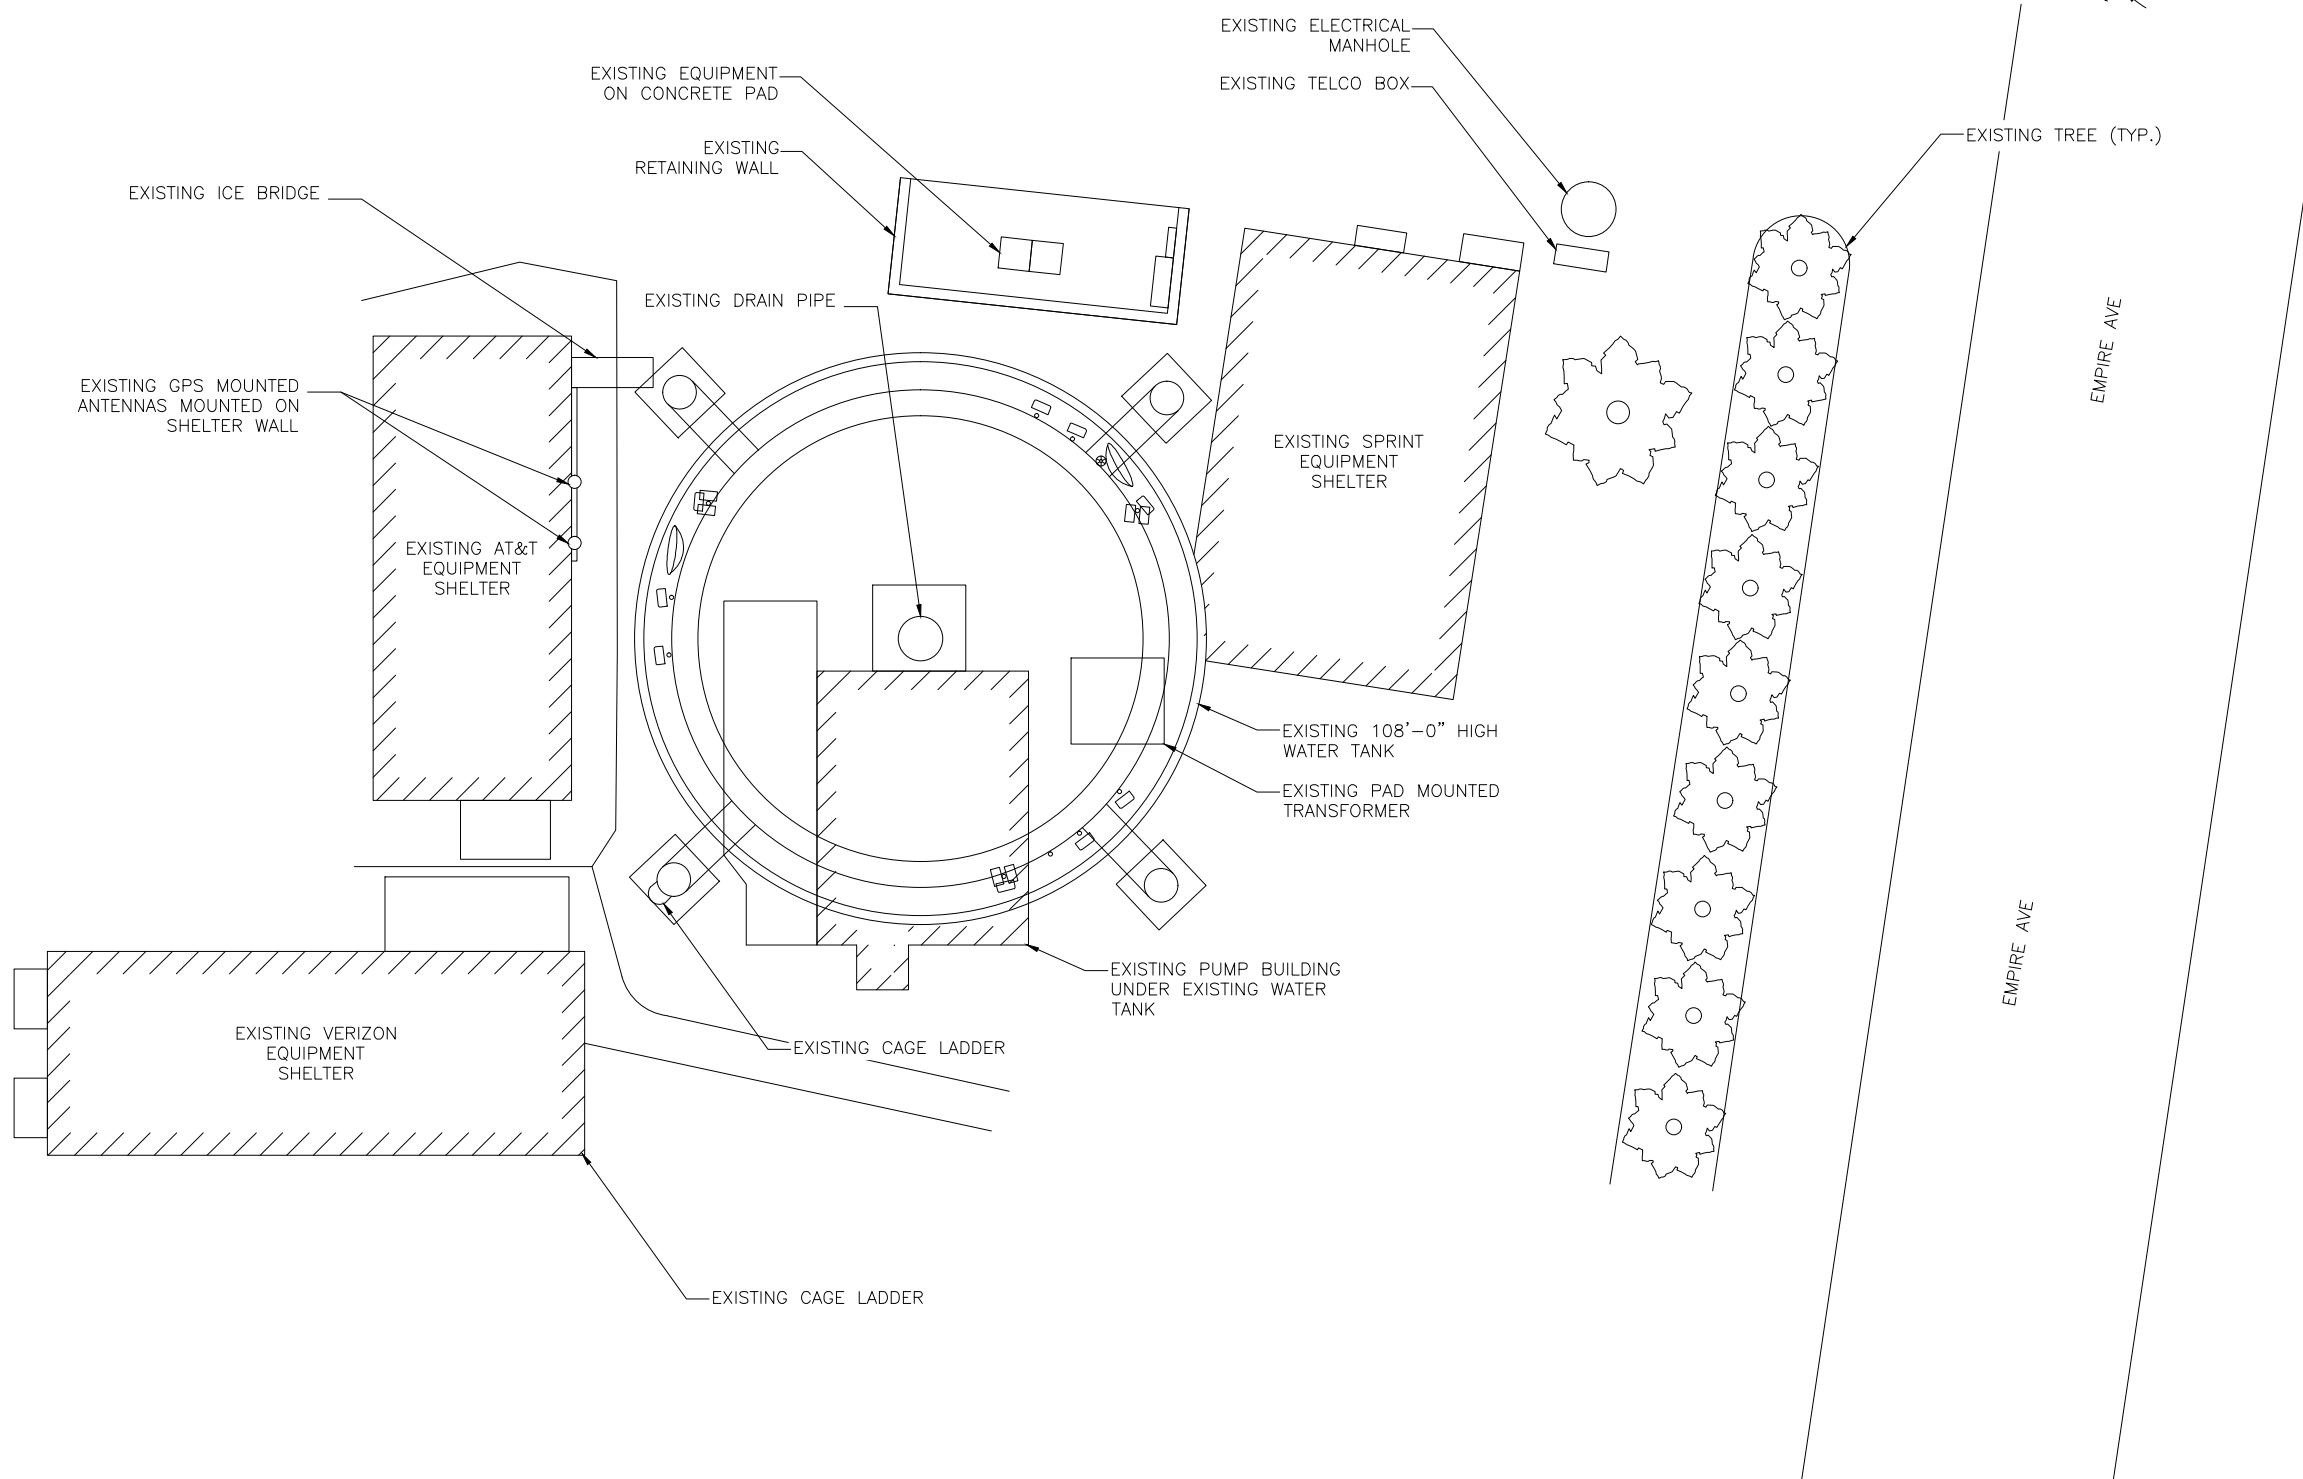 EXISTING ELECTRICAL
MANHOLE
EXISTING EQUIPMENT
ON CONCRETE PAD
EXISTING TELCO BOX
EXISTING TREE (TYP.)
EXISTING
RETAINING WALL
EXISTING ICE BRIDGE
EXISTING DRAIN PIPE
EMPIRE AVE
EXISTING GPS MOUNTED
ANTENNAS MOUNTED ON
SHELTER WALL
EXISTING SPRINT
EQUIPMENT
SHELTER
EXISTING AT&T
EQUIPMENT
SHELTER
EXISTING 108'-0" HIGH
WATER TANK
EXISTING PAD MOUNTED
TRANSFORMER
EMPIRE AVE
EXISTING PUMP BUILDING
UNDER EXISTING WATER
TANK
EXISTING VERIZON
EQUIPMENT
SHELTER
EXISTING CAGE LADDER
EXISTING CAGE LADDER